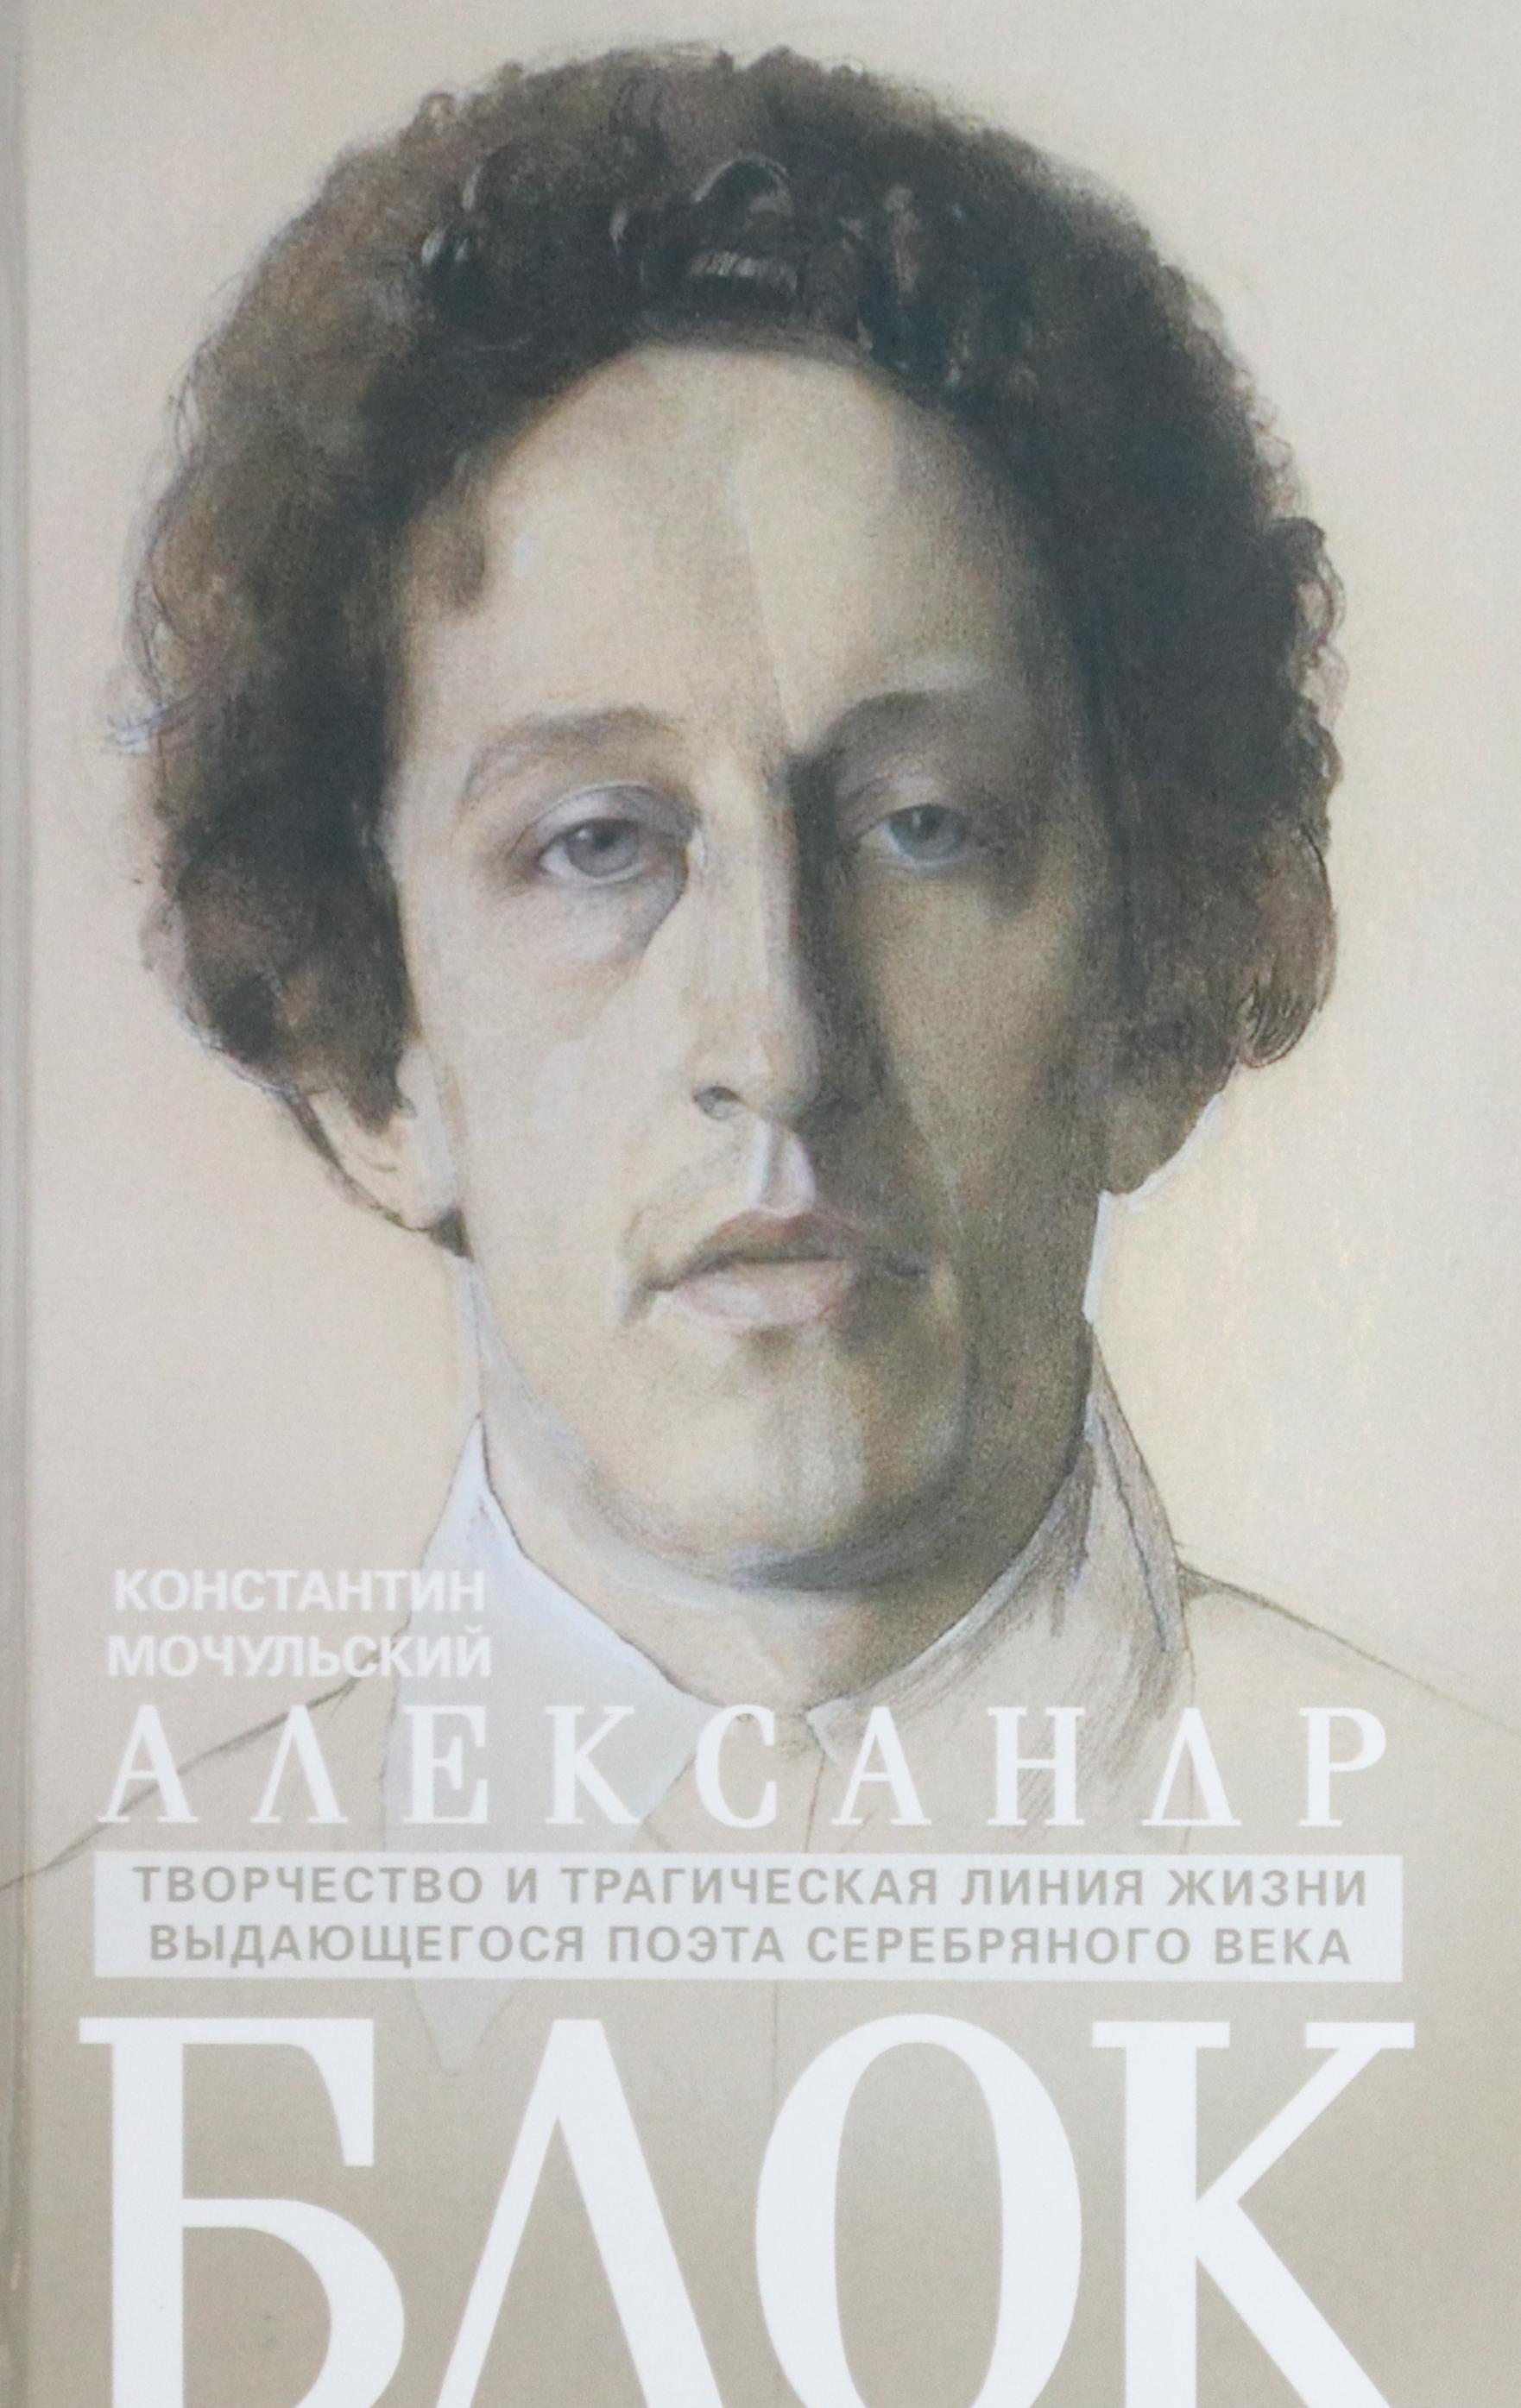 КОНСТАНТИН
МОЧУЛЬСКИЙ
АЛЕКСАНДР
ТВОРЧЕСТВО И ТРАГИЧЕСКАЯ ЛИНИЯ ЖИЗНИ
ВЫДАЮЩЕГОСЯ ПОЭТА СЕРЕБРЯНОГО ВЕКА
БЛОК